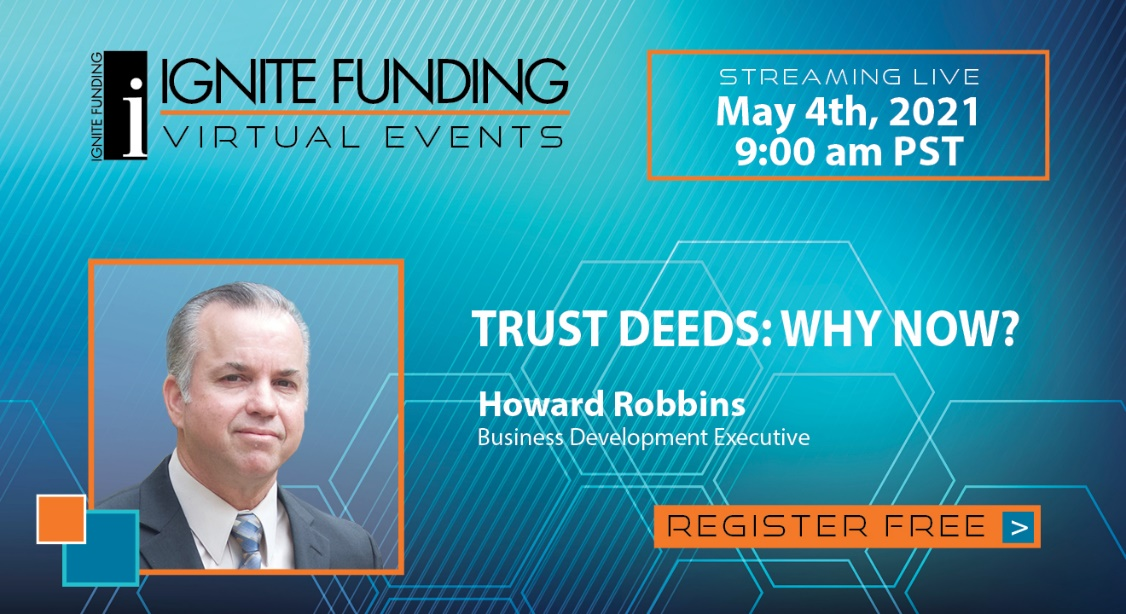 IGNITE FUNDING
i
IGNITE FUNDING
VIRTUAL EVENTS
STREAMING LIVE
May 4th, 2021
9:00 am PST
TRUST DEEDS: WHY NOW?
Howard Robbins
Business Development Executive
REGISTER FREE >